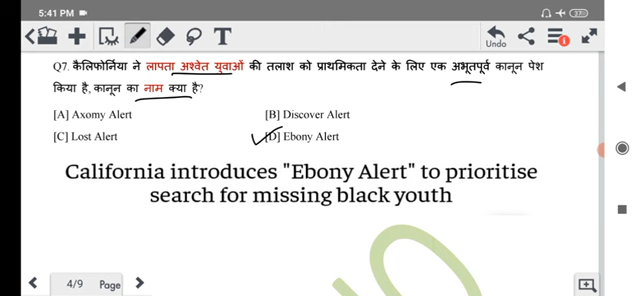 5:41 PM
37
Undo
Q7. कैलिफोर्निया ने लापता अश्वेत युवाओं की तलाश को प्राथमिकता देने के लिए एक अभूतपूर्व कानून पेश
किया है, कानून का नाम क्या है?
[A] Axomy Alert
[B] Discover Alert
[C] Lost Alert
[D] Ebony Alert
California introduces "Ebony Alert" to prioritise
search for missing black youth
4/9 Page